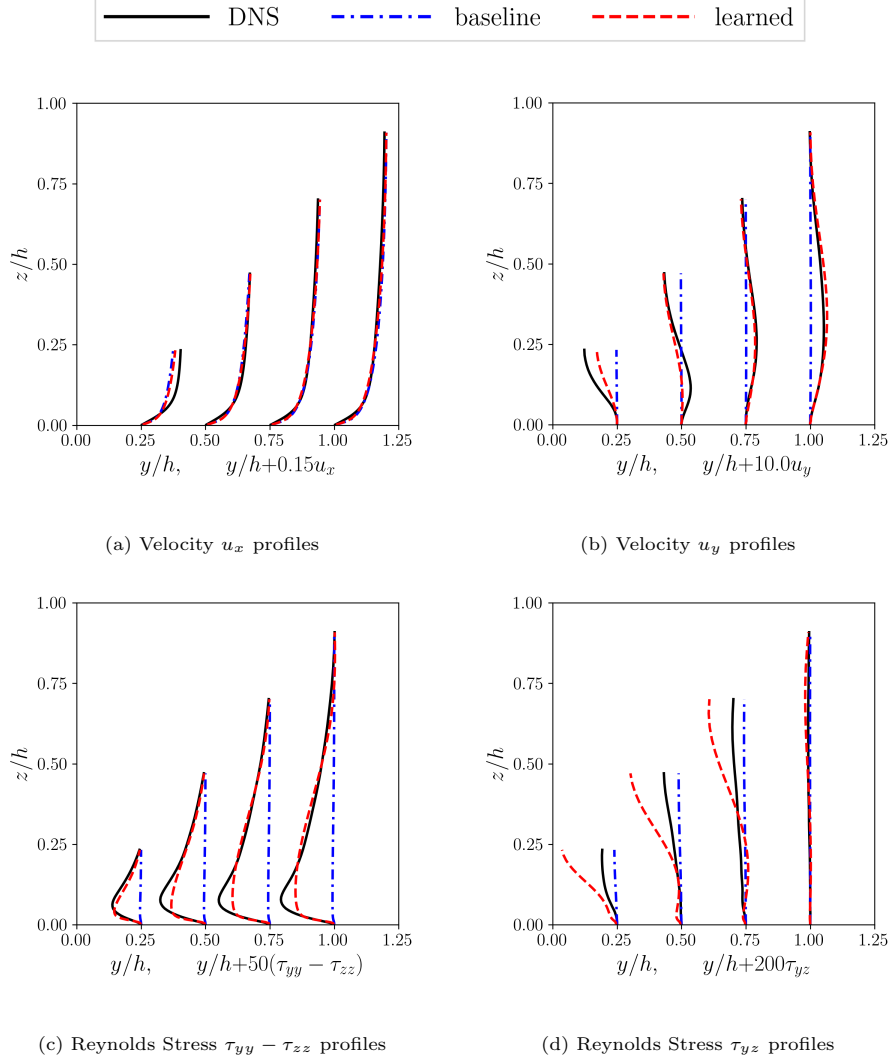 DNS baseline learned
1.00
0.75
0.50
0.25
0.00
z/h
0.00 0.25 0.50 0.75 1.00 1.25
y/h, y/h+0.15u_x
(a) Velocity u_x profiles
1.00
0.75
0.50
0.25
0.00
z/h
0.00 0.25 0.50 0.75 1.00 1.25
y/h, y/h+10.0u_y
(b) Velocity u_y profiles
1.00
0.75
0.50
0.25
0.00
z/h
0.00 0.25 0.50 0.75 1.00 1.25
y/h, y/h+50(τ_yy − τ_zz)
(c) Reynolds Stress τ_yy − τ_zz profiles
1.00
0.75
0.50
0.25
0.00
z/h
0.00 0.25 0.50 0.75 1.00 1.25
y/h, y/h+200τ_yz
(d) Reynolds Stress τ_yz profiles